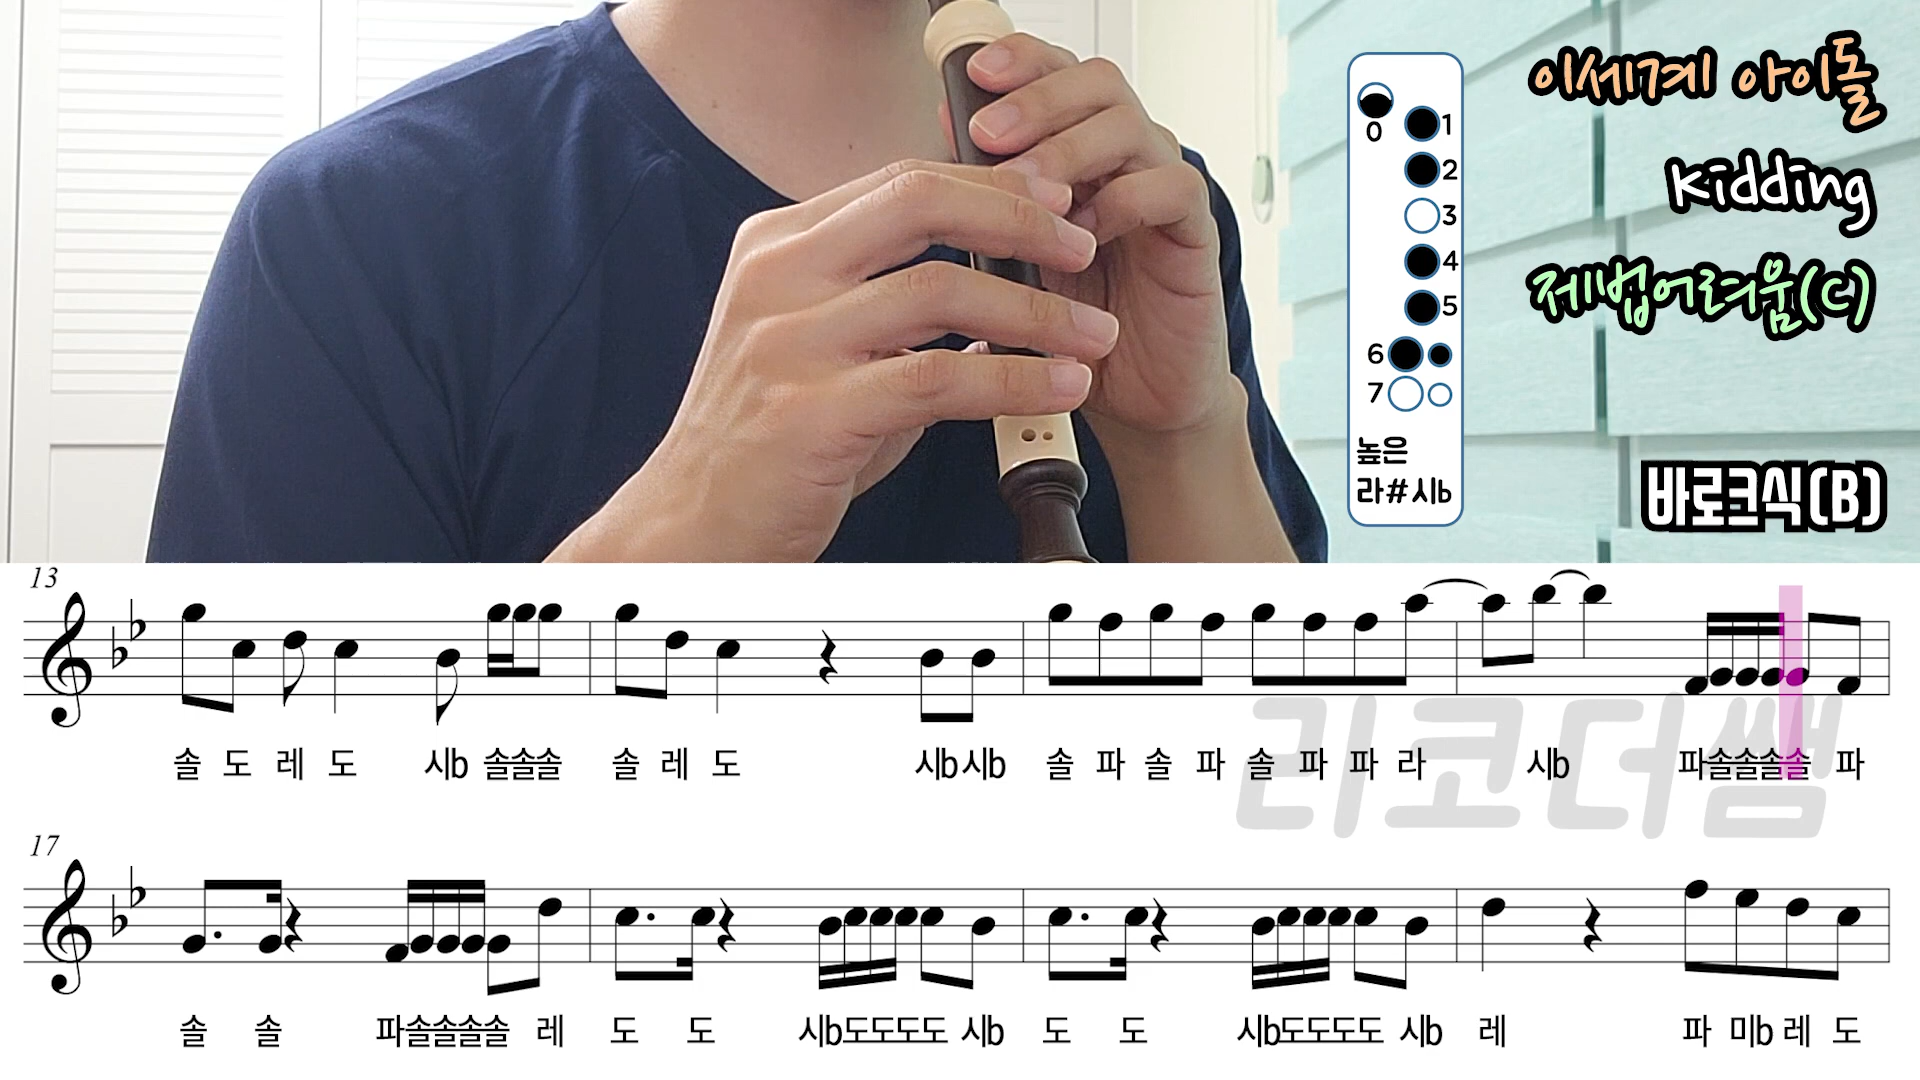 이세계 아이돌
Kidding
제법어려움(C)
바로크식(B)
0
1
2
3
4
5
6
7
높은
라#시b
13
솔 도 레 도 시b 솔솔솔 솔 레 도 시b시b 솔 파 솔 파 솔 파 파 라 시b 파솔솔솔솔 파
리코더쌤
17
솔 솔 파솔솔솔솔 레 도 도 시b도도도도 시b 도 도 시b도도도도 시b 레 파 미b 레 도